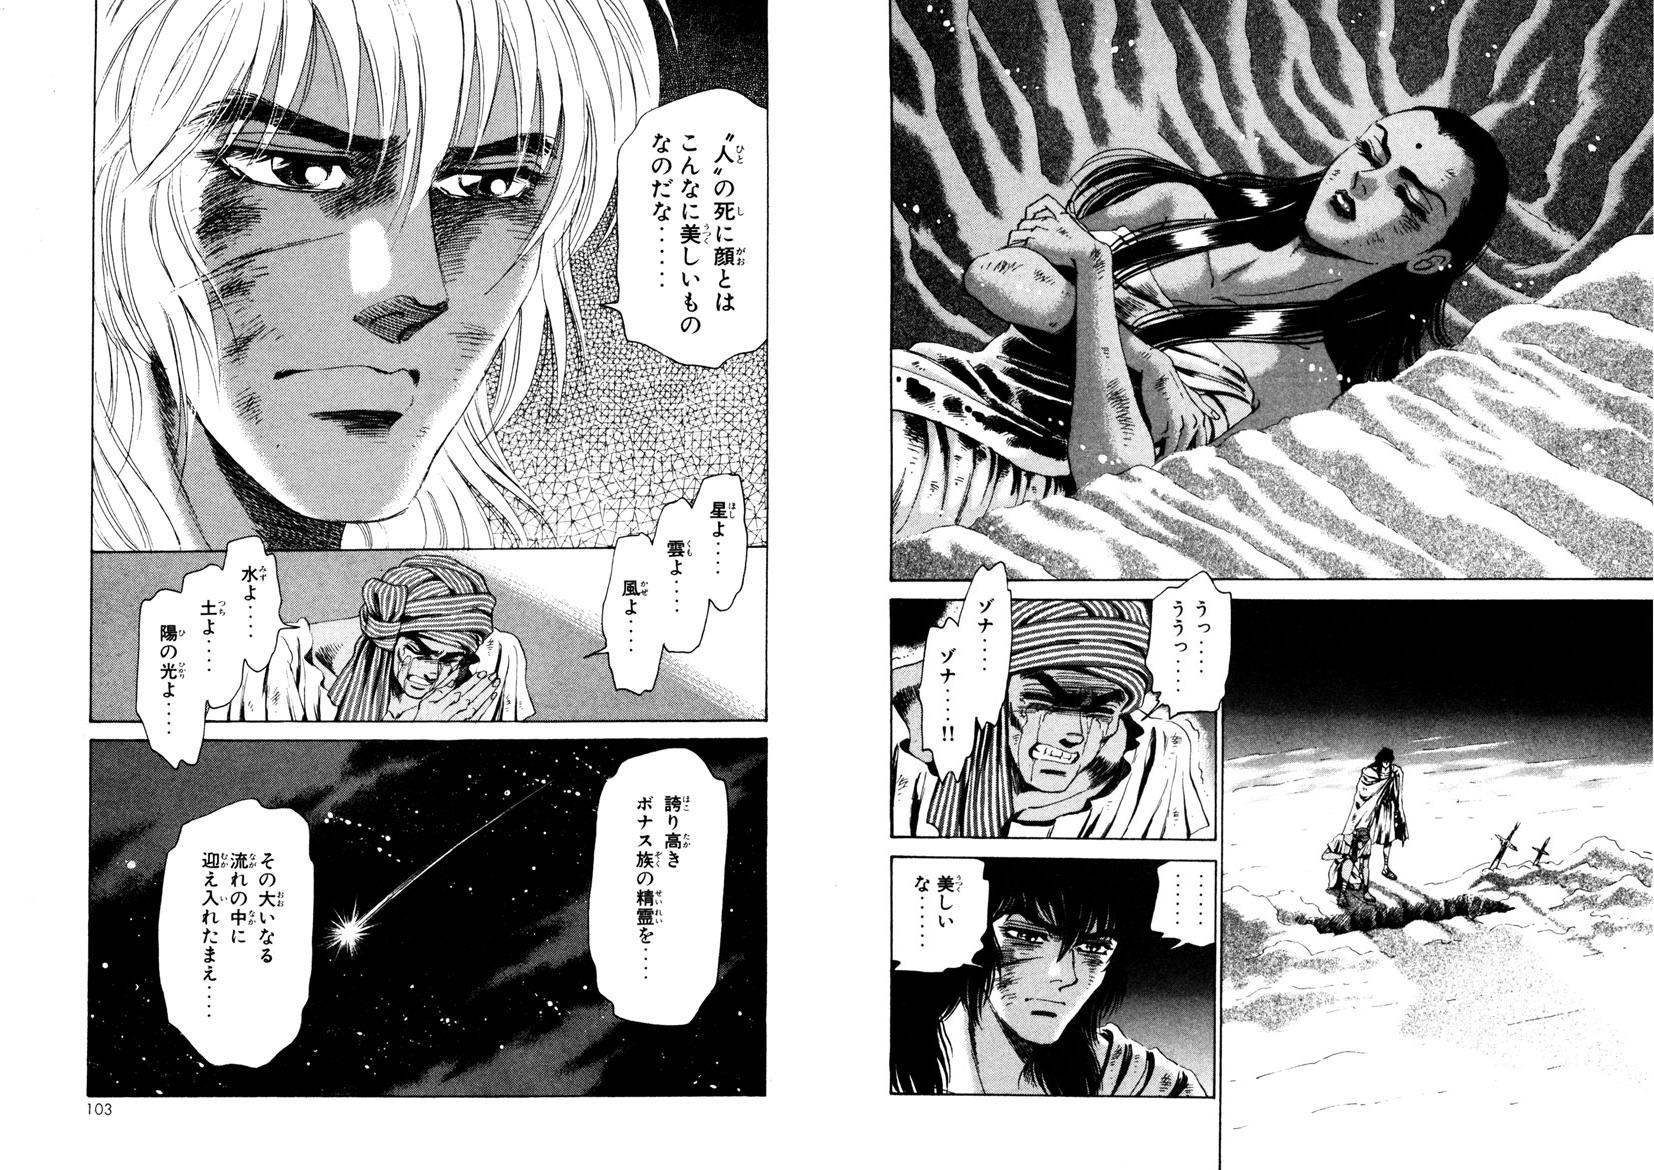 うっ‥‥
ううっ‥‥
ゾナ‥‥
ゾナ‥‥!!
‥‥‥
‥‥‥
美しい
な‥‥
〝人〟の死に顔とは
こんなに美しいもの
なのだな‥‥‥
星よ‥‥
雲よ‥‥
風よ‥‥
水よ‥‥
土よ‥‥
陽の光よ‥‥
誇り高き
ボナス族の精霊を‥‥
その大いなる
流れの中に
迎え入れたまえ‥‥
103